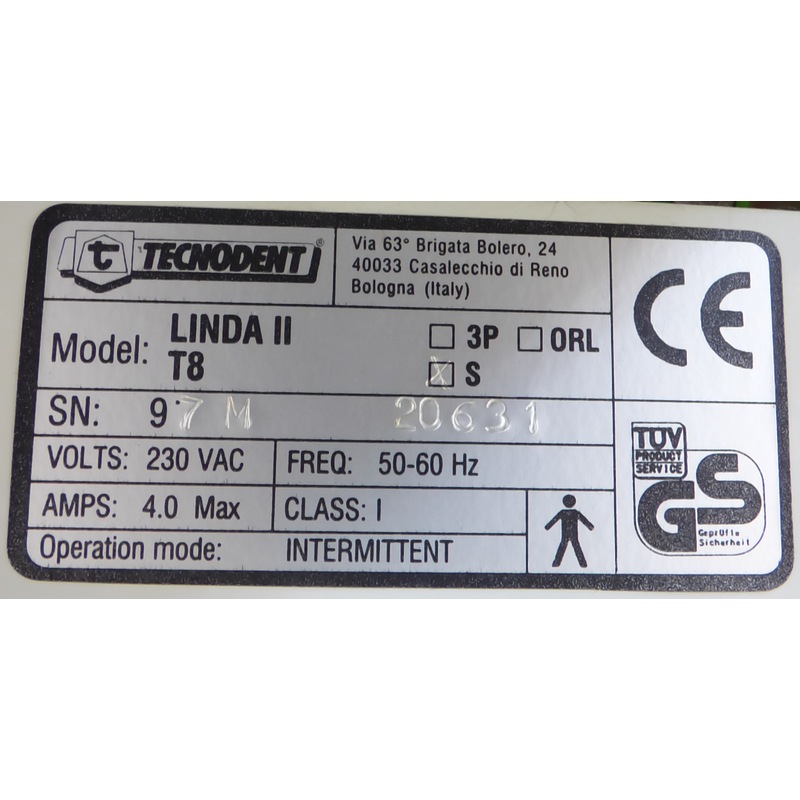 t TECNODENT®
Via 63° Brigata Bolero, 24
40033 Casalecchio di Reno
Bologna (Italy)
CE
Model: LINDA II
T8
☐ 3P ☐ ORL
☒ S
SN: 9 7 M 20631
VOLTS: 230 VAC
FREQ: 50-60 Hz
AMPS: 4.0 Max
CLASS: I
Operation mode: INTERMITTENT
TÜV
PRODUCT
SERVICE
GS
Geprüfte
Sicherheit